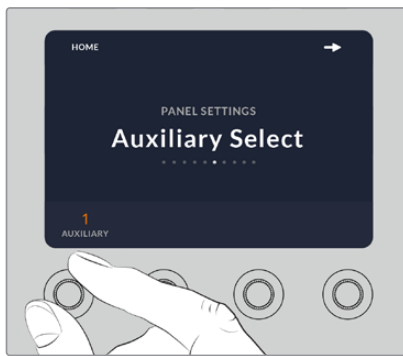 HOME
PANEL SETTINGS
Auxiliary Select
1
AUXILIARY